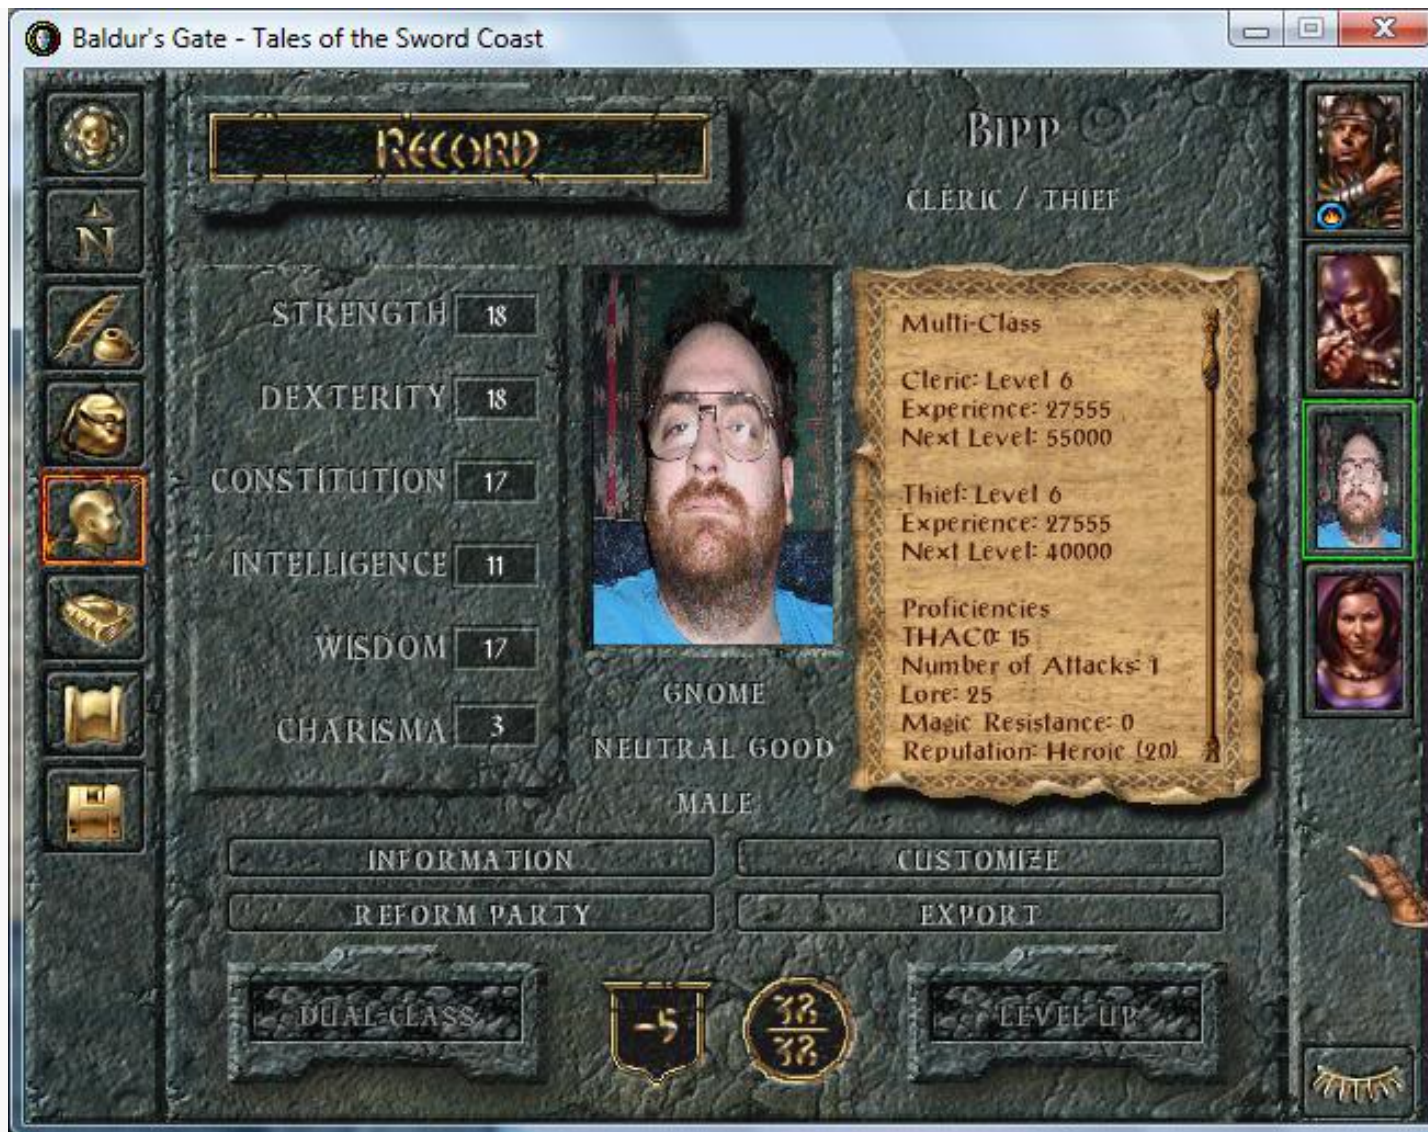 Baldur's Gate - Tales of the Sword Coast
RECORD
BIPP
CLERIC / THIEF
STRENGTH 18
DEXTERITY 18
CONSTITUTION 17
INTELLIGENCE 11
WISDOM 17
CHARISMA 3
GNOME
NEUTRAL GOOD
MALE
Multi-Class
Cleric: Level 6
Experience: 27555
Next Level: 55000
Thief: Level 6
Experience: 27555
Next Level: 40000
Proficiencies
THAC0: 15
Number of Attacks: 1
Lore: 25
Magic Resistance: 0
Reputation: Heroic (20)
INFORMATION
CUSTOMIZE
REFORM PARTY
EXPORT
DUAL-CLASS
-5
38
38
LEVEL UP
N